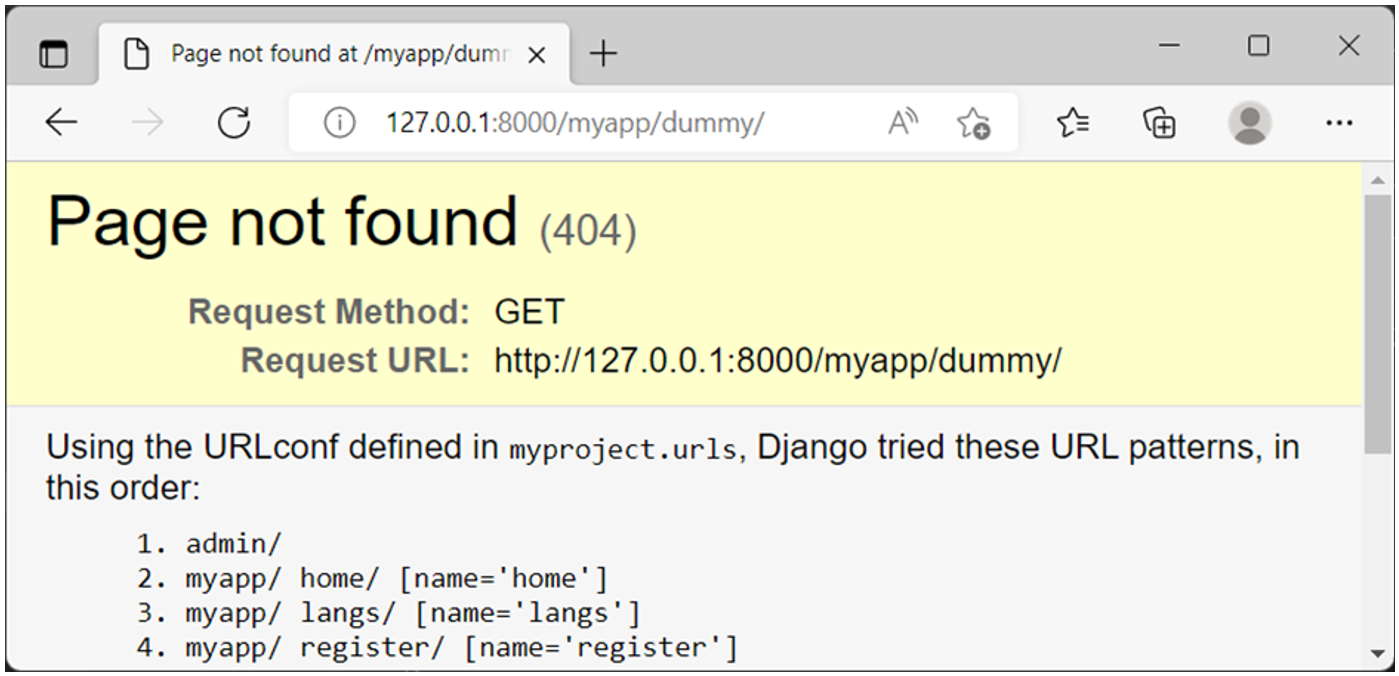 Page not found at /myapp/dumm
127.0.0.1:8000/myapp/dummy/
Page not found (404)
Request Method: GET
Request URL: http://127.0.0.1:8000/myapp/dummy/
Using the URLconf defined in myproject.urls, Django tried these URL patterns, in
this order:
1. admin/
2. myapp/ home/ [name='home']
3. myapp/ langs/ [name='langs']
4. myapp/ register/ [name='register']